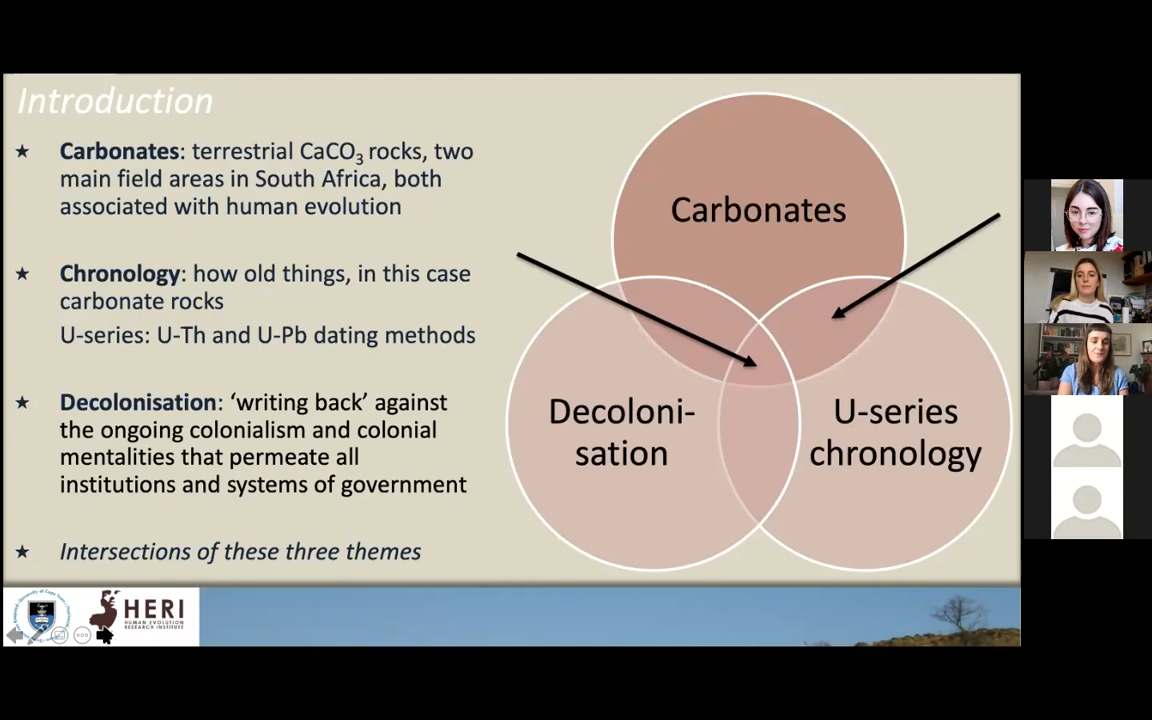 Introduction
★ Carbonates: terrestrial CaCO₃ rocks, two
main field areas in South Africa, both
associated with human evolution
★ Chronology: how old things, in this case
carbonate rocks
U-series: U-Th and U-Pb dating methods
★ Decolonisation: ‘writing back’ against
the ongoing colonialism and colonial
mentalities that permeate all
institutions and systems of government
★ Intersections of these three themes
Carbonates
Decoloni-
sation
U-series
chronology
HERI
HUMAN EVOLUTION
RESEARCH INSTITUTE